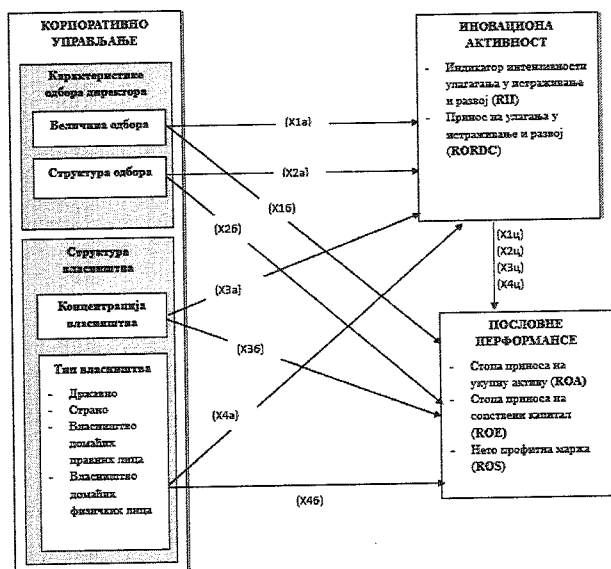 КОРПОРАТИВНО
УПРАВЉАЊЕ
Карактеристике
одбора директора
Величина одбора
Структура одбора
Структура
власништва
Концентрација
власништва
Тип власништва
- Државно
- Страно
- Власништво
домаћих
правних лица
- Власништво
домаћих
физичких лица
(X1a)
(X2a)
(X1б)
(X2б)
(X3a)
(X3б)
(X4a)
(X4б)
ИНОВАЦИОНА
АКТИВНОСТ
- Индикатор интензивности
улагагања у истраживање
и развој (RII)
- Принос на улагања у
истраживање и развој
(RORDC)
(X1ц)
(X2ц)
(X3ц)
(X4ц)
ПОСЛОВНЕ
ПЕРФОРМАНСЕ
- Стопа приноса на
укупну активу (ROA)
- Стопа приноса на
сопствени капитал
(ROE)
- Нето профитна маржа
(ROS)